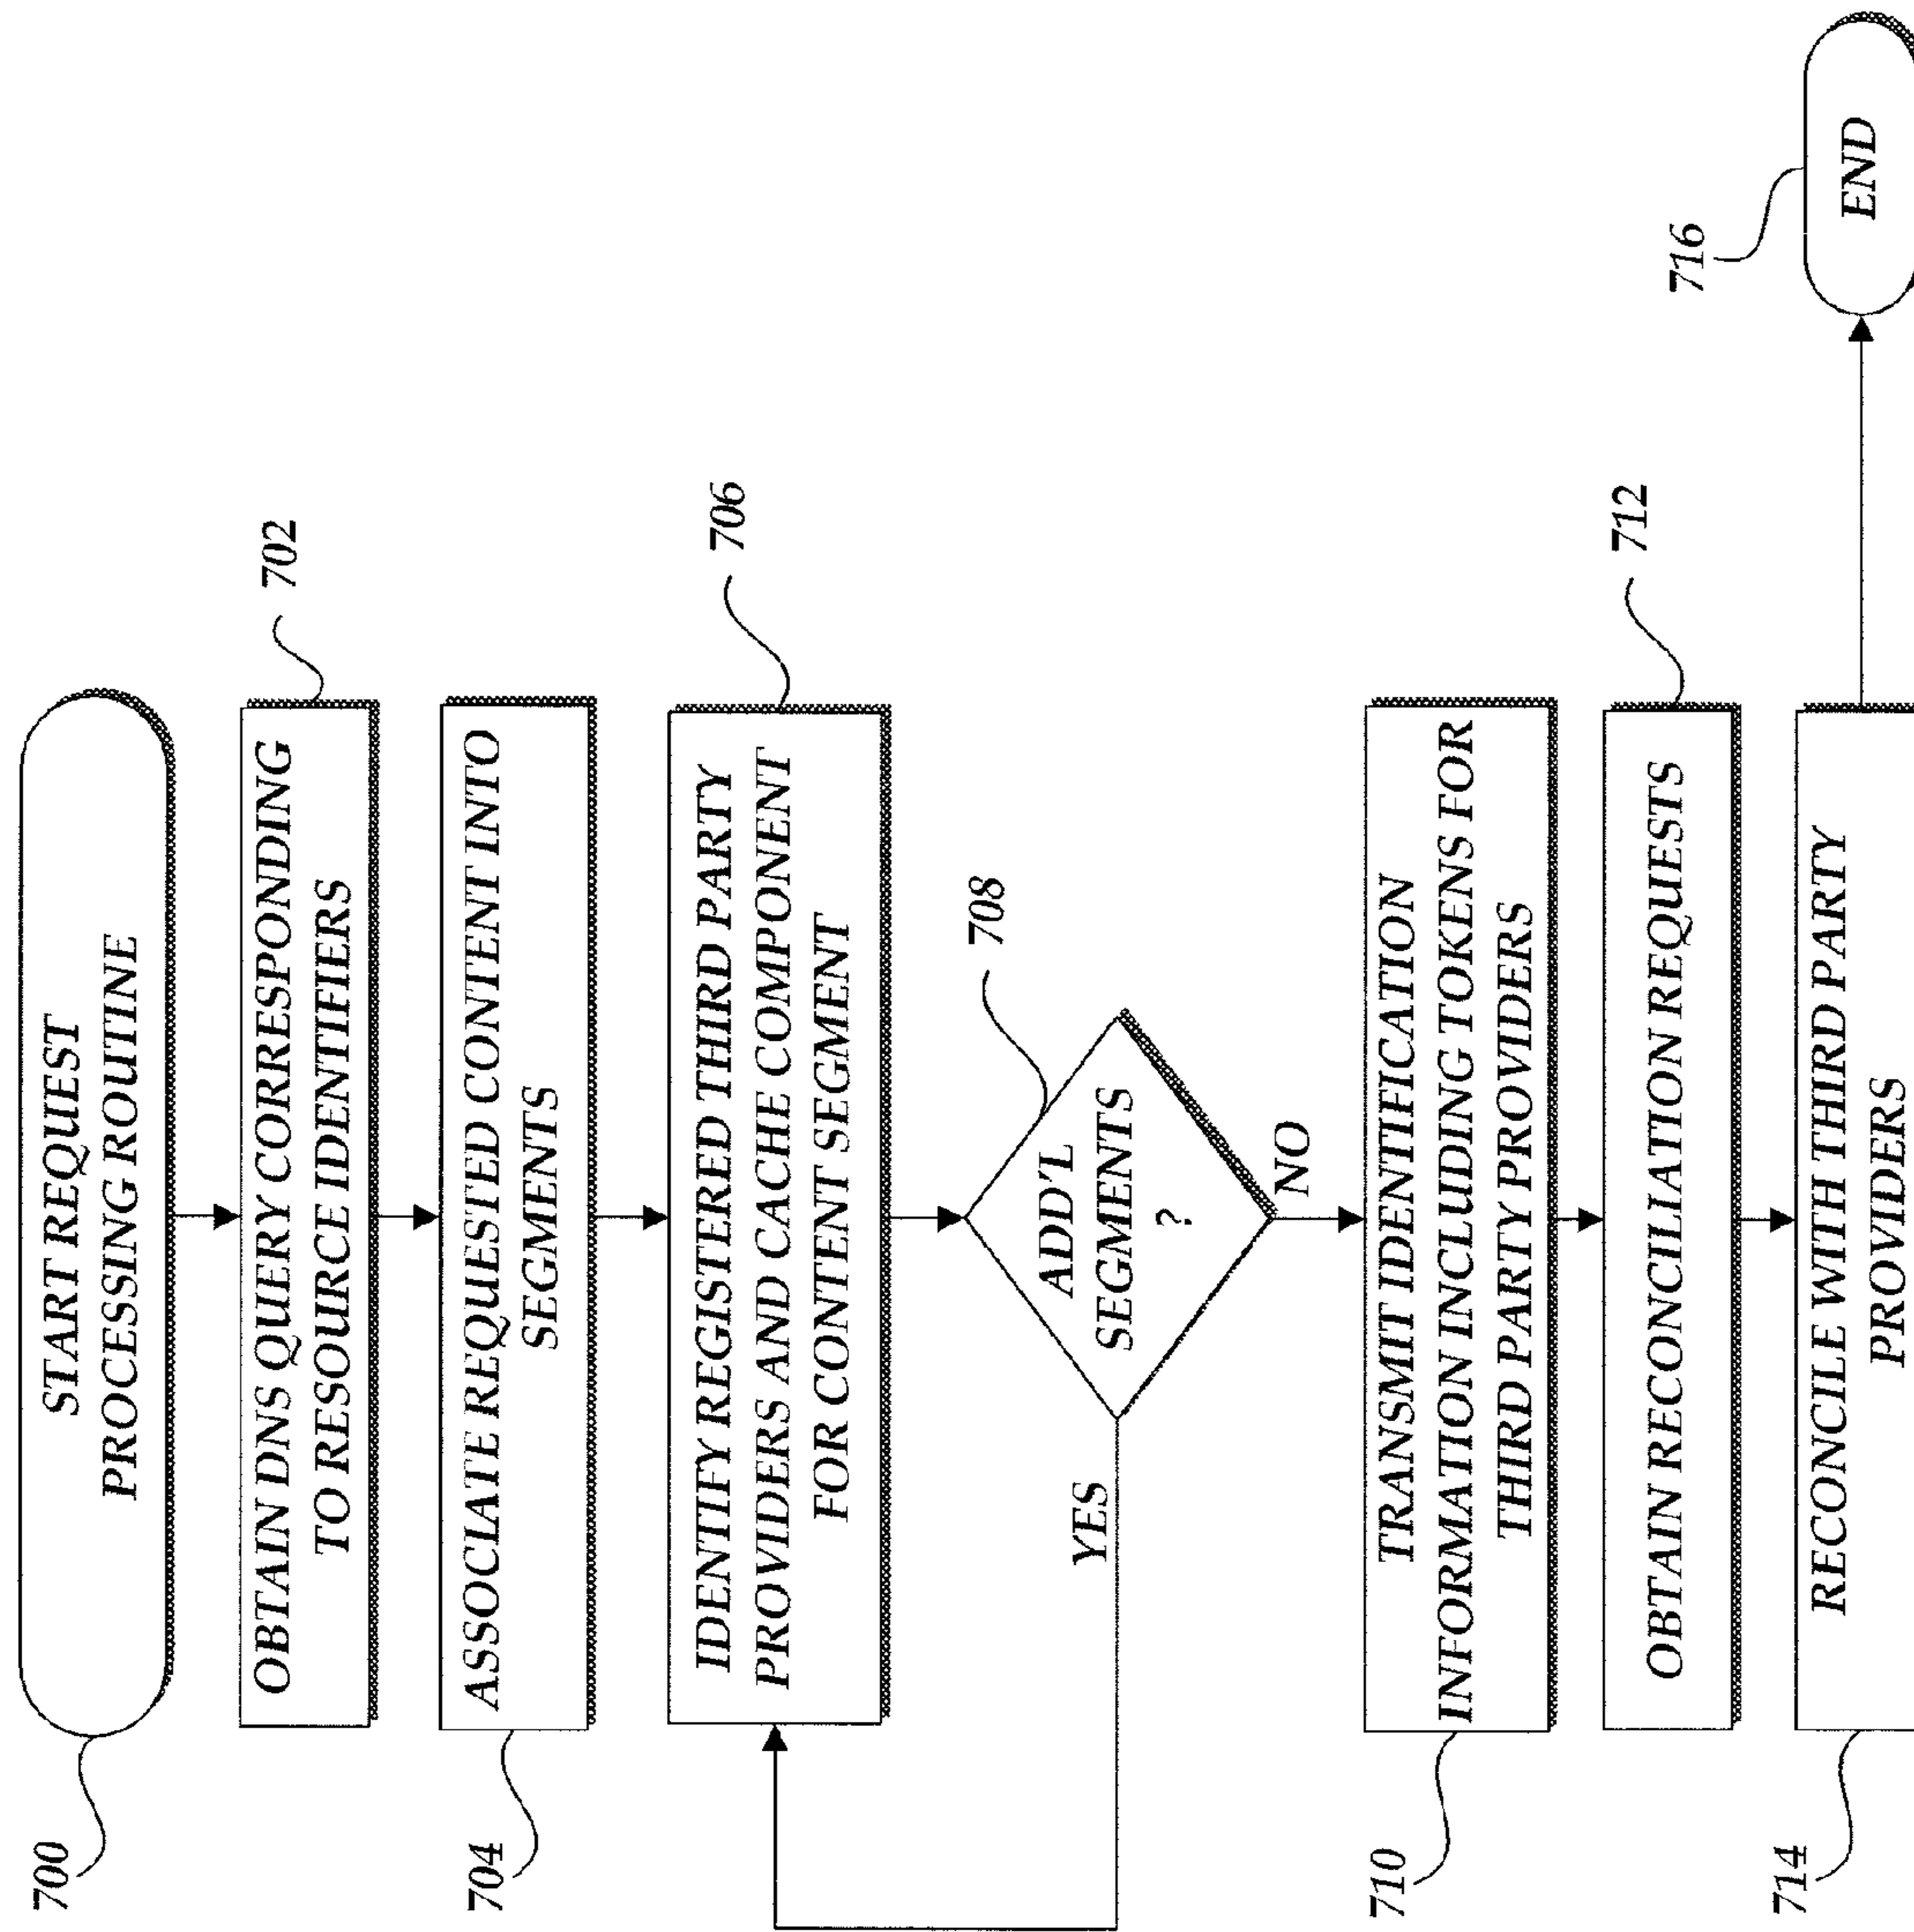 700
START REQUEST
PROCESSING ROUTINE
OBTAIN DNS QUERY CORRESPONDING
TO RESOURCE IDENTIFIERS
702
704
ASSOCIATE REQUESTED CONTENT INTO
SEGMENTS
IDENTIFY REGISTERED THIRD PARTY
PROVIDERS AND CACHE COMPONENT
FOR CONTENT SEGMENT
706
708
ADD'L
SEGMENTS
?
YES
NO
710
TRANSMIT IDENTIFICATION
INFORMATION INCLUDING TOKENS FOR
THIRD PARTY PROVIDERS
OBTAIN RECONCILIATION REQUESTS
712
714
RECONCILE WITH THIRD PARTY
PROVIDERS
716
END